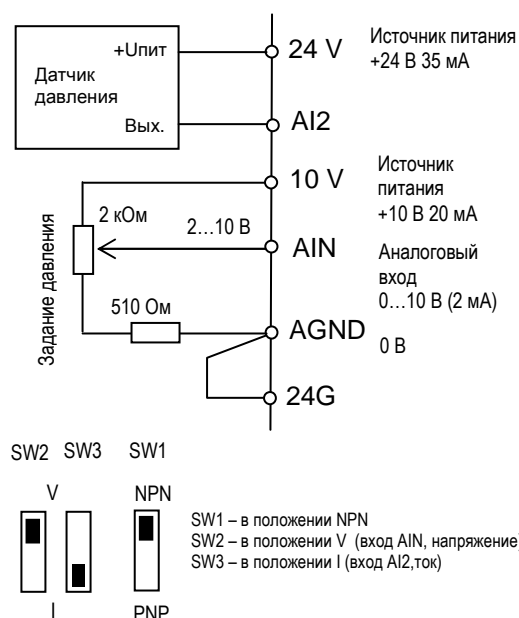 +Uпит
24 V
Источник питания
+24 В 35 мА
Датчик
давления
Вых.
AI2
10 V
Источник
питания
+10 В 20 мА
2 кОм
2…10 В
AIN
Аналоговый
вход
0…10 В (2 мА)
Задание давления
510 Ом
AGND
0 В
24G
SW2 SW3 SW1
V NPN
SW1 – в положении NPN
SW2 – в положении V (вход AIN, напряжение)
SW3 – в положении I (вход AI2,ток)
I PNP